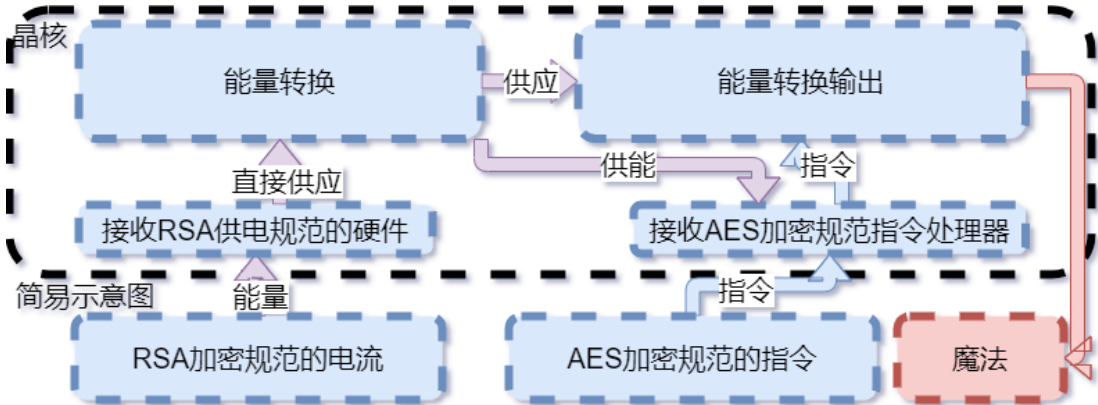 晶核
能量转换
供应
能量转换输出
直接供应
供能
指令
接收RSA供电规范的硬件
接收AES加密规范指令处理器
简易示意图
能量
指令
RSA加密规范的电流
AES加密规范的指令
魔法